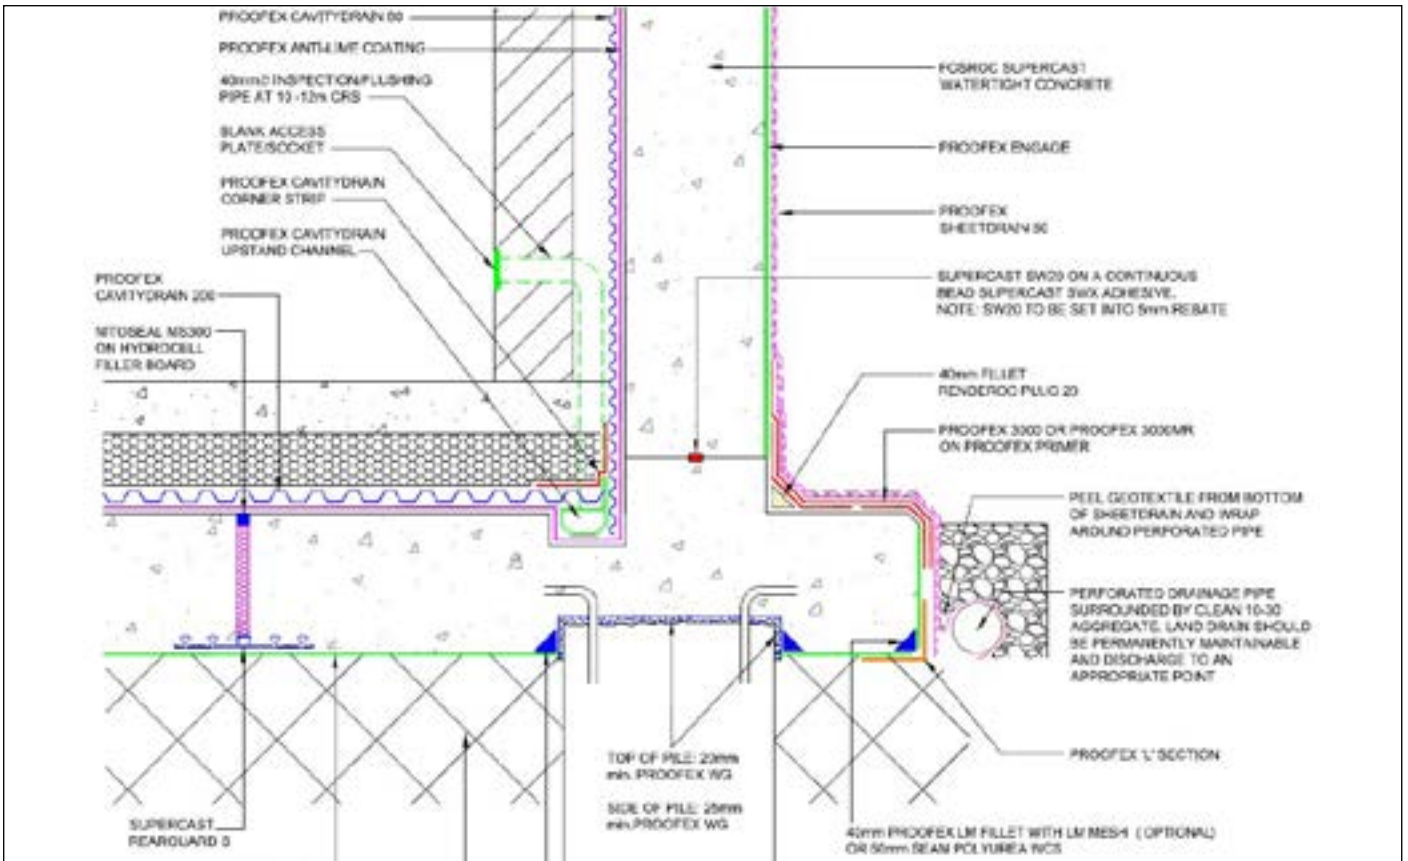 PROOFEX CAVITYDRAIN 80
PROOFEX ANTI-LIME COATING
40mmØ INSPECTION/FLUSHING
PIPE AT 10 -12m CRS
BLANK ACCESS
PLATE/SOCKET
PROOFEX CAVITYDRAIN
CORNER STRIP
PROOFEX CAVITYDRAIN
UPSTAND CHANNEL
PROOFEX
CAVITYDRAIN 200
NITOSEAL MS300
ON HYDROCELL
FILLER BOARD
SUPERCAST
REARGUARD S
FOSROC SUPERCAST
WATERTIGHT CONCRETE
PROOFEX ENGAGE
PROOFEX
SHEETDRAIN 50
SUPERCAST SW20 ON A CONTINUOUS
BEAD SUPERCAST SWX ADHESIVE.
NOTE: SW20 TO BE SET INTO 5mm REBATE
40mm FILLET
RENDEROC PLUG 20
PROOFEX 3000 OR PROOFEX 3000MR
ON PROOFEX PRIMER
PEEL GEOTEXTILE FROM BOTTOM
OF SHEETDRAIN AND WRAP
AROUND PERFORATED PIPE
PERFORATED DRAINAGE PIPE
SURROUNDED BY CLEAN 10-30
AGGREGATE. LAND DRAIN SHOULD
BE PERMANENTLY MAINTAINABLE
AND DISCHARGE TO AN
APPROPRIATE POINT
PROOFEX 'L' SECTION
TOP OF PILE: 20mm
min. PROOFEX WG
SIDE OF PILE: 25mm
min. PROOFEX WG
40mm PROOFEX LM FILLET WITH LM MESH ( OPTIONAL)
OR 50mm SEAM POLYUREA WCS